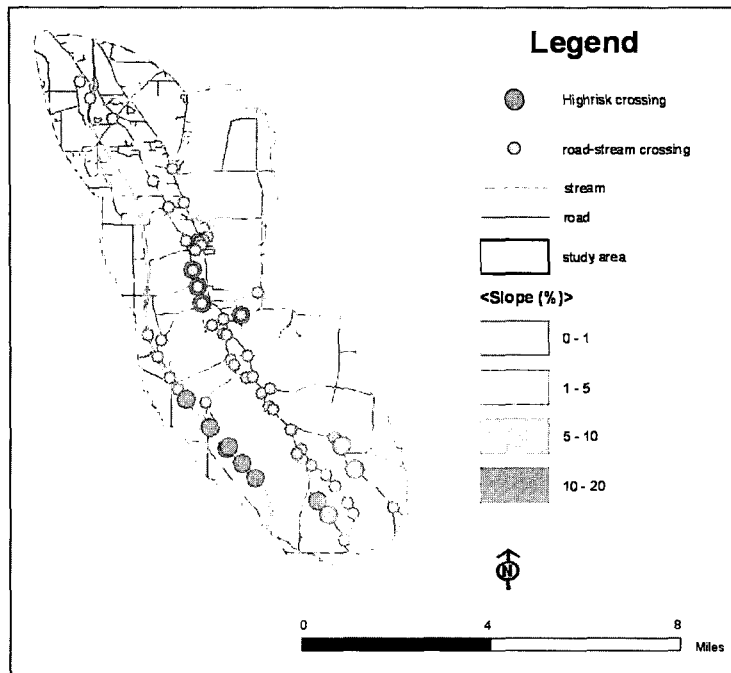 Legend
Highrisk crossing
road-stream crossing
stream
road
study area
<Slope (%)>
0 - 1
1 - 5
5 - 10
10 - 20
N
0 4 8
Miles